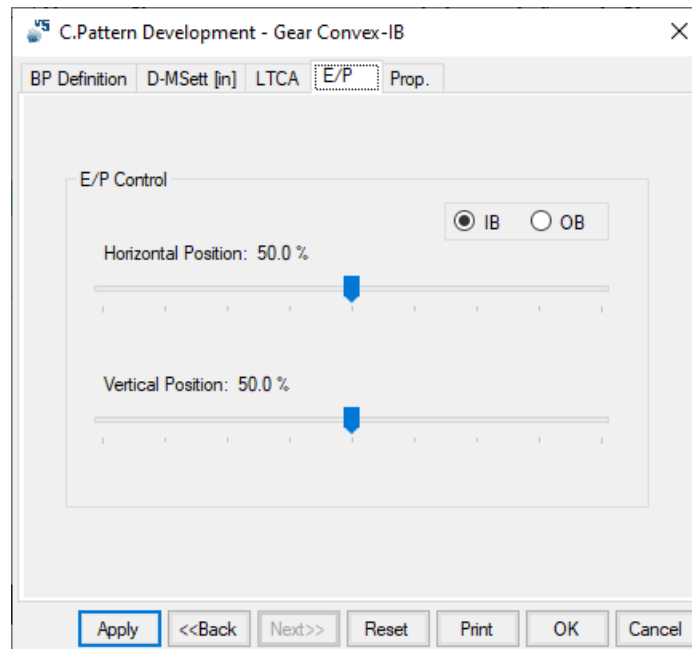 C.Pattern Development - Gear Convex-IB
BP Definition D-MSett [in] LTCA E/P Prop.
E/P Control
IB OB
Horizontal Position: 50.0 %
Vertical Position: 50.0 %
Apply <<Back Next>> Reset Print OK Cancel